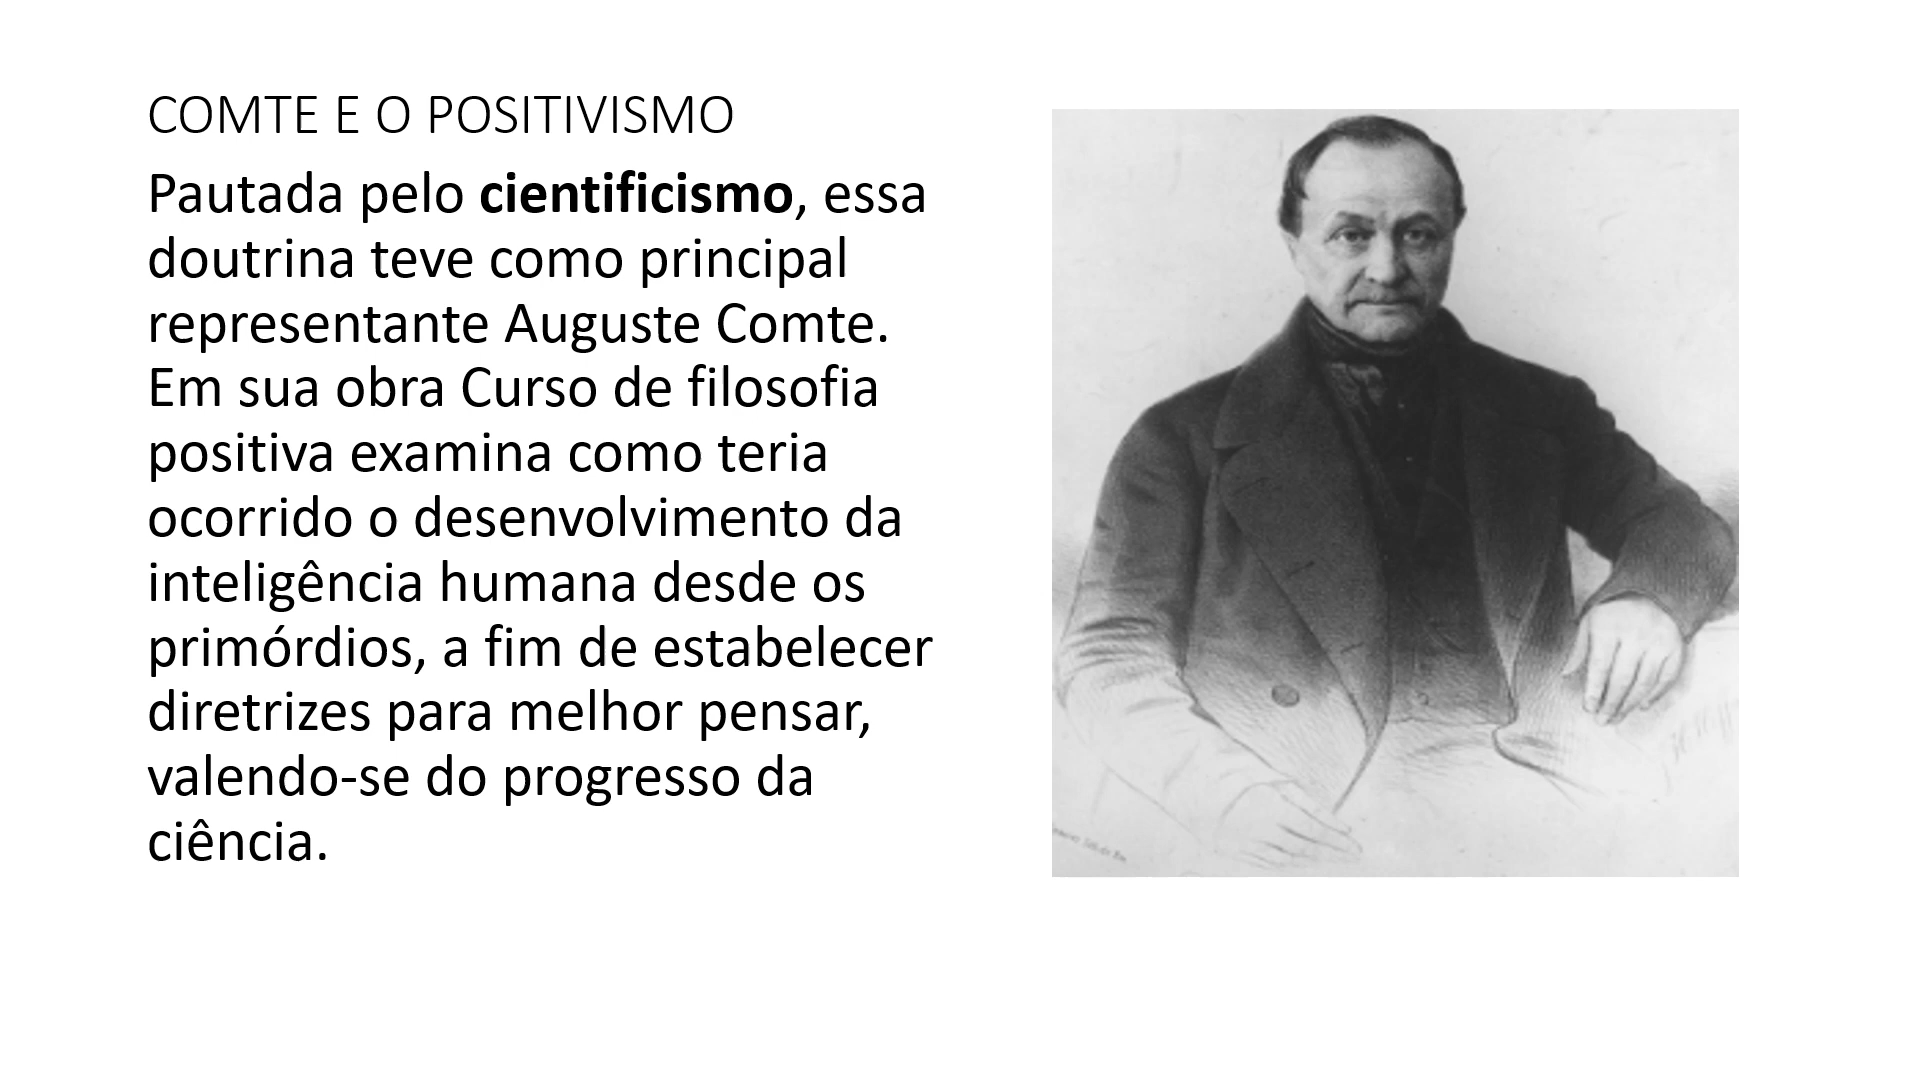 COMTE E O POSITIVISMO
Pautada pelo cientificismo, essa
doutrina teve como principal
representante Auguste Comte.
Em sua obra Curso de filosofia
positiva examina como teria
ocorrido o desenvolvimento da
inteligência humana desde os
primórdios, a fim de estabelecer
diretrizes para melhor pensar,
valendo-se do progresso da
ciência.